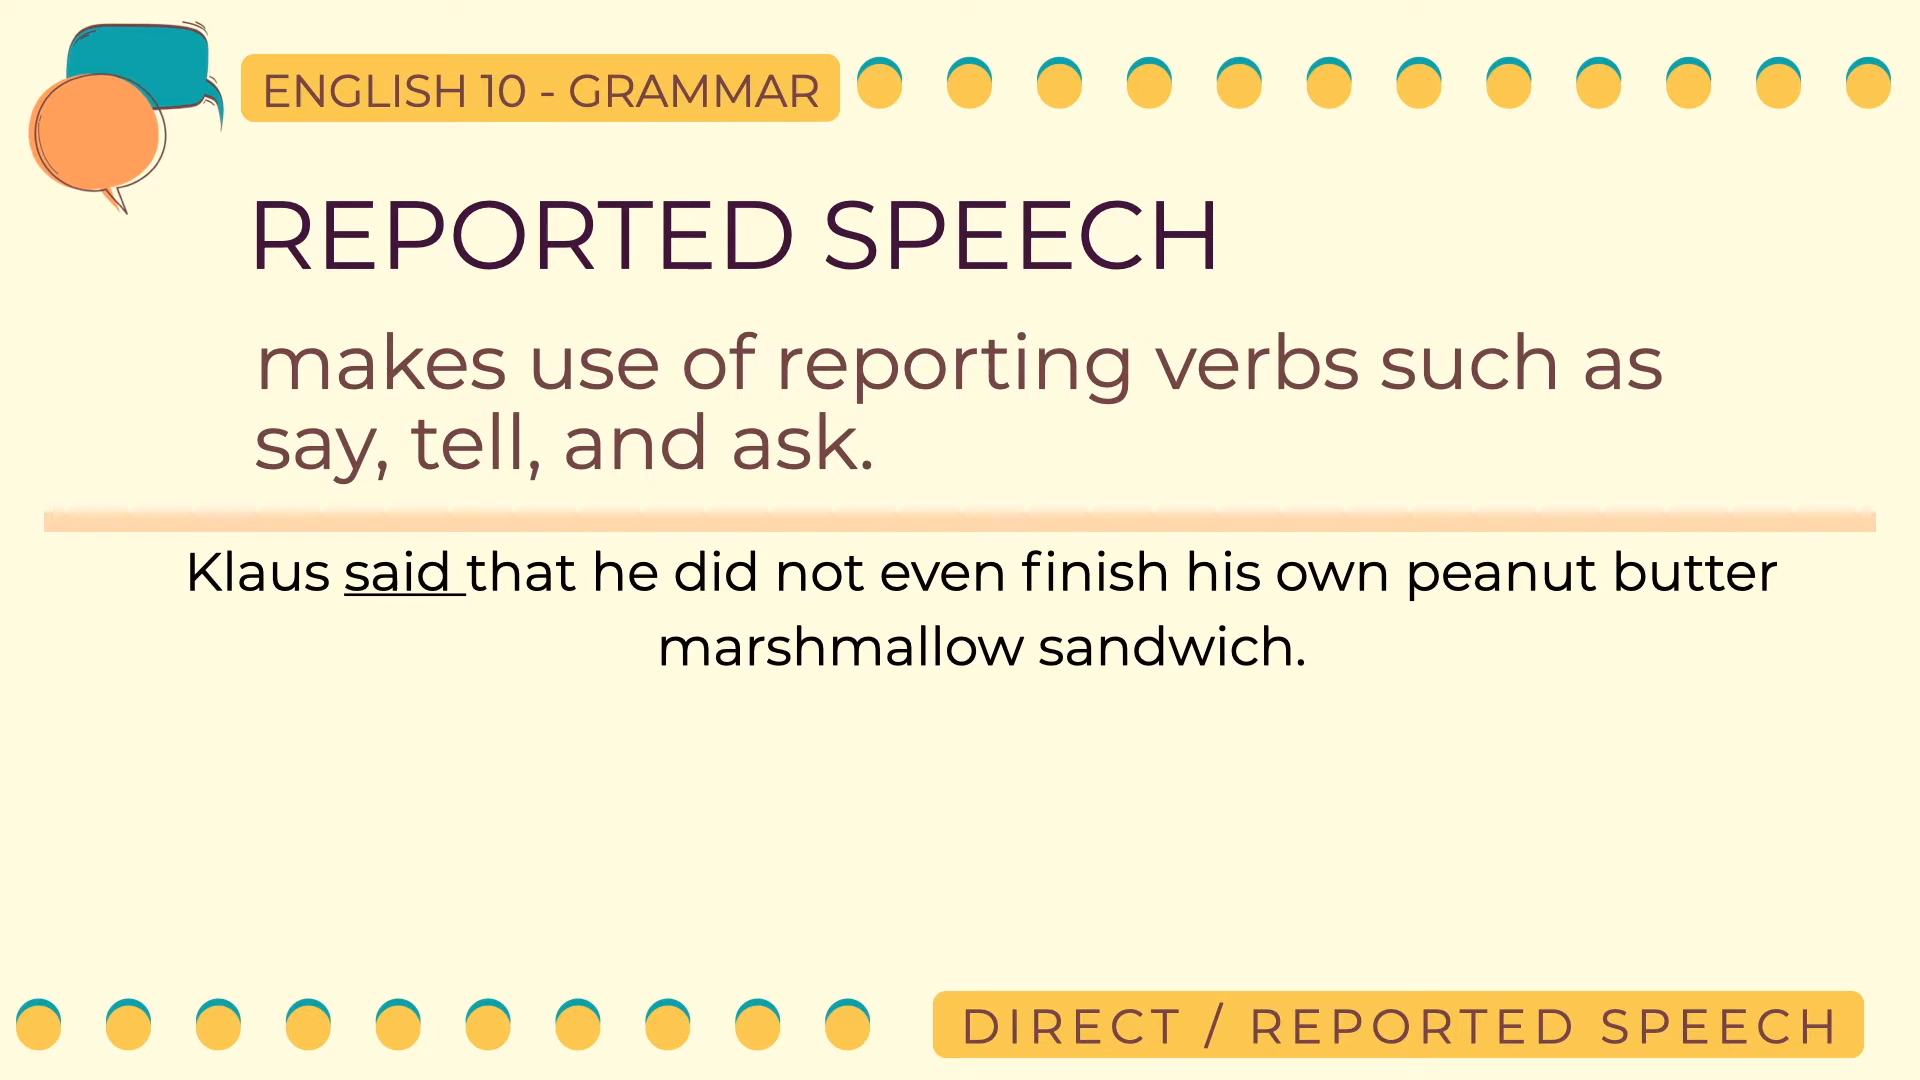 ENGLISH 10 - GRAMMAR
REPORTED SPEECH
makes use of reporting verbs such as
say, tell, and ask.
Klaus said that he did not even finish his own peanut butter
marshmallow sandwich.
DIRECT / REPORTED SPEECH